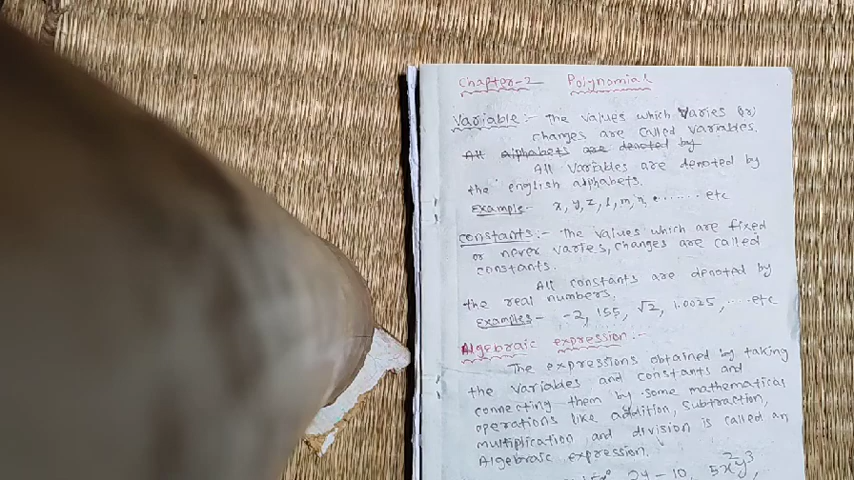 Chapter-2 Polynomial
Variable:- The values which varies (or)
changes are called variables.
All alphabets are denoted by
All variables are denoted by
the english alphabets.
Example:- x, y, z, l, m, n, ........ etc
constants:- The values which are fixed
or never varies, changes are called
constants.
All constants are denoted by
the real numbers.
Examples- -2, 155, √2, 1.0025, .... etc
Algebraic expression:-
The expressions obtained by taking
the variables and constants and
connecting them by some mathematical
operations like addition, subtraction,
multiplication and division is called an
Algebraic expression.
5x²y³,